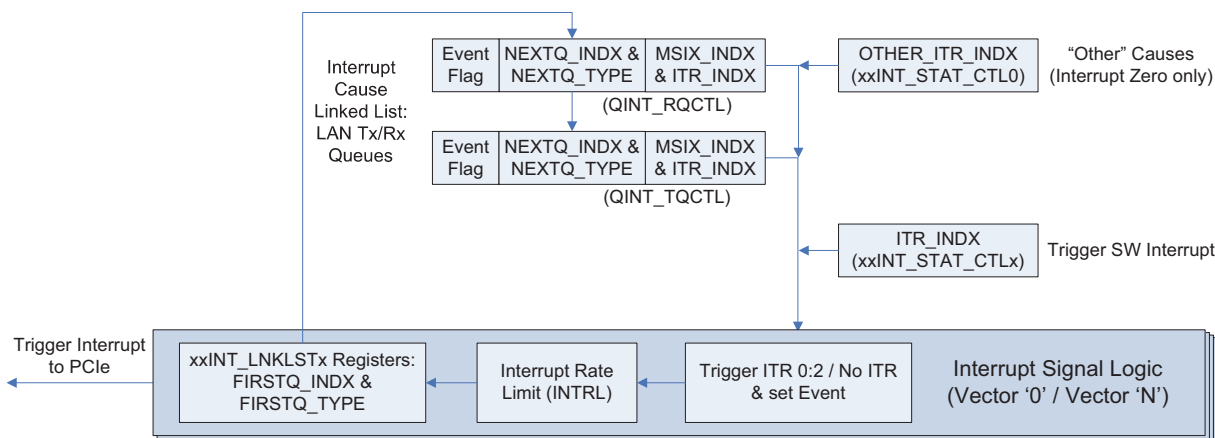 Interrupt
Cause
Linked List:
LAN Tx/Rx
Queues
Event
Flag
NEXTQ_INDX &
NEXTQ_TYPE
MSIX_INDX
& ITR_INDX
(QINT_RQCTL)
Event
Flag
NEXTQ_INDX &
NEXTQ_TYPE
MSIX_INDX
& ITR_INDX
(QINT_TQCTL)
OTHER_ITR_INDX
(xxINT_STAT_CTL0)
“Other” Causes
(Interrupt Zero only)
ITR_INDX
(xxINT_STAT_CTLx)
Trigger SW Interrupt
Trigger Interrupt
to PCIe
xxINT_LNKLSTx Registers:
FIRSTQ_INDX &
FIRSTQ_TYPE
Interrupt Rate
Limit (INTRL)
Trigger ITR 0:2 / No ITR
& set Event
Interrupt Signal Logic
(Vector ‘0’ / Vector ‘N’)